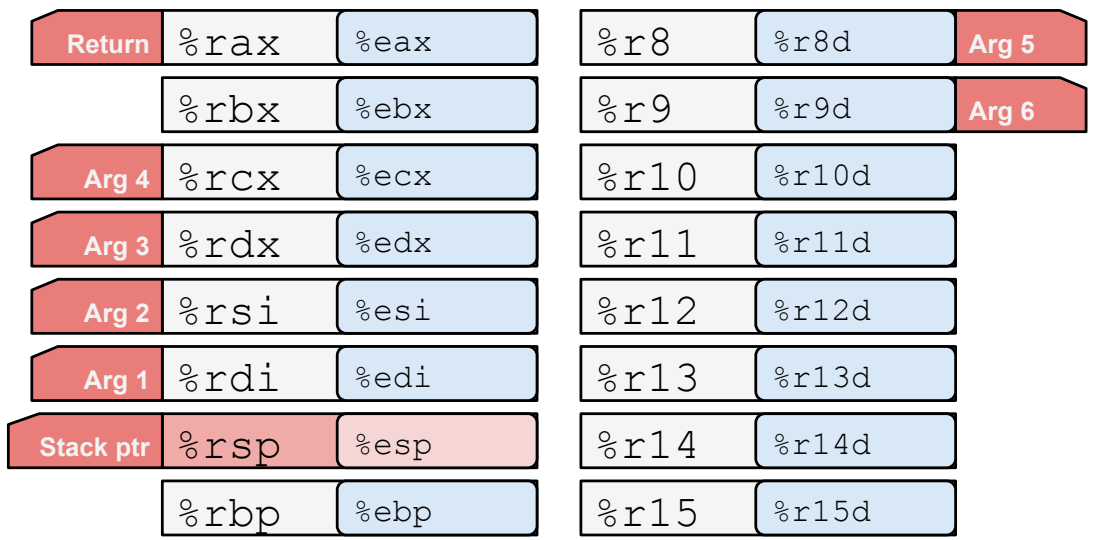 Return %rax %eax
%rbx %ebx
Arg 4 %rcx %ecx
Arg 3 %rdx %edx
Arg 2 %rsi %esi
Arg 1 %rdi %edi
Stack ptr %rsp %esp
%rbp %ebp
%r8 %r8d Arg 5
%r9 %r9d Arg 6
%r10 %r10d
%r11 %r11d
%r12 %r12d
%r13 %r13d
%r14 %r14d
%r15 %r15d